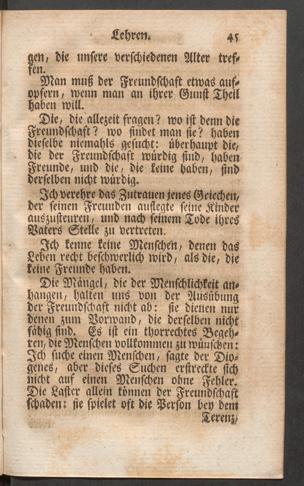 Lehren. 45
gen, die unsere verschiedenen Alter tref-
fen.
Man muß der Freundschaft etwas auf-
opfern, wenn man an ihrer Gunst Theil
haben will.
Die, die allezeit fragen? wo ist denn die
Freundschaft? wo findet man sie? haben
dieselbe niemahls gesucht: überhaupt die,
die der Freundschaft würdig sind, haben
Freunde, und die, die keine haben, sind
derselben nicht würdig.
Ich verehre das Zutrauen jenes Griechen,
der seinen Freunden auflegte seine Kinder
auszusteuren, und nach seinem Tode ihres
Vaters Stelle zu vertreten.
Ich kenne keine Menschen, denen das
Leben recht beschwerlich wird, als die, die
keine Freunde haben.
Die Mängel, die der Menschlichkeit an-
hangen, halten uns von der Ausübung
der Freundschaft nicht ab: sie dienen nur
denen zum Vorwand, die derselben nicht
fähig sind. Es ist ein thorrechtes Begeh-
ren, die Menschen vollkommen zu wünschen:
Ich suche einen Menschen, sagte der Dio-
genes, aber dieses Suchen erstreckte sich
nicht auf einen Menschen ohne Fehler.
Die Laster allein können der Freundschaft
schaden: sie spielet oft die Person bey dem
Terenz,